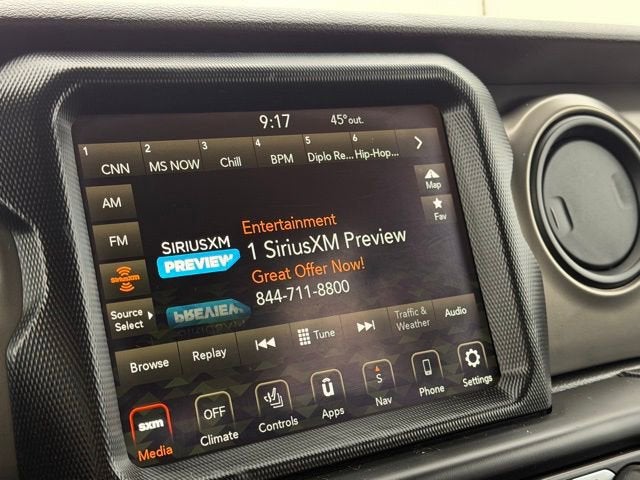 9:17 45°out.
1 CNN 2 MS NOW 3 Chill 4 BPM 5 Diplo Re... 6 Hip-Hop...
AM
FM
SiriusXM
Source
Select
Map
Fav
SIRIUSXM
PREVIEW
Entertainment
1 SiriusXM Preview
Great Offer Now!
844-711-8800
Browse Replay Tune Traffic &
Weather Audio
sxm
Media
OFF
Climate
Controls
Apps
S
Nav
Phone
Settings